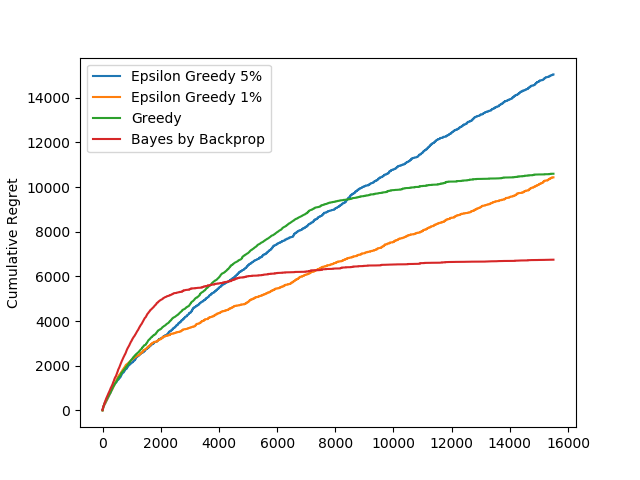 Epsilon Greedy 5%
Epsilon Greedy 1%
Greedy
Bayes by Backprop
Cumulative Regret
14000
12000
10000
8000
6000
4000
2000
0
0 2000 4000 6000 8000 10000 12000 14000 16000